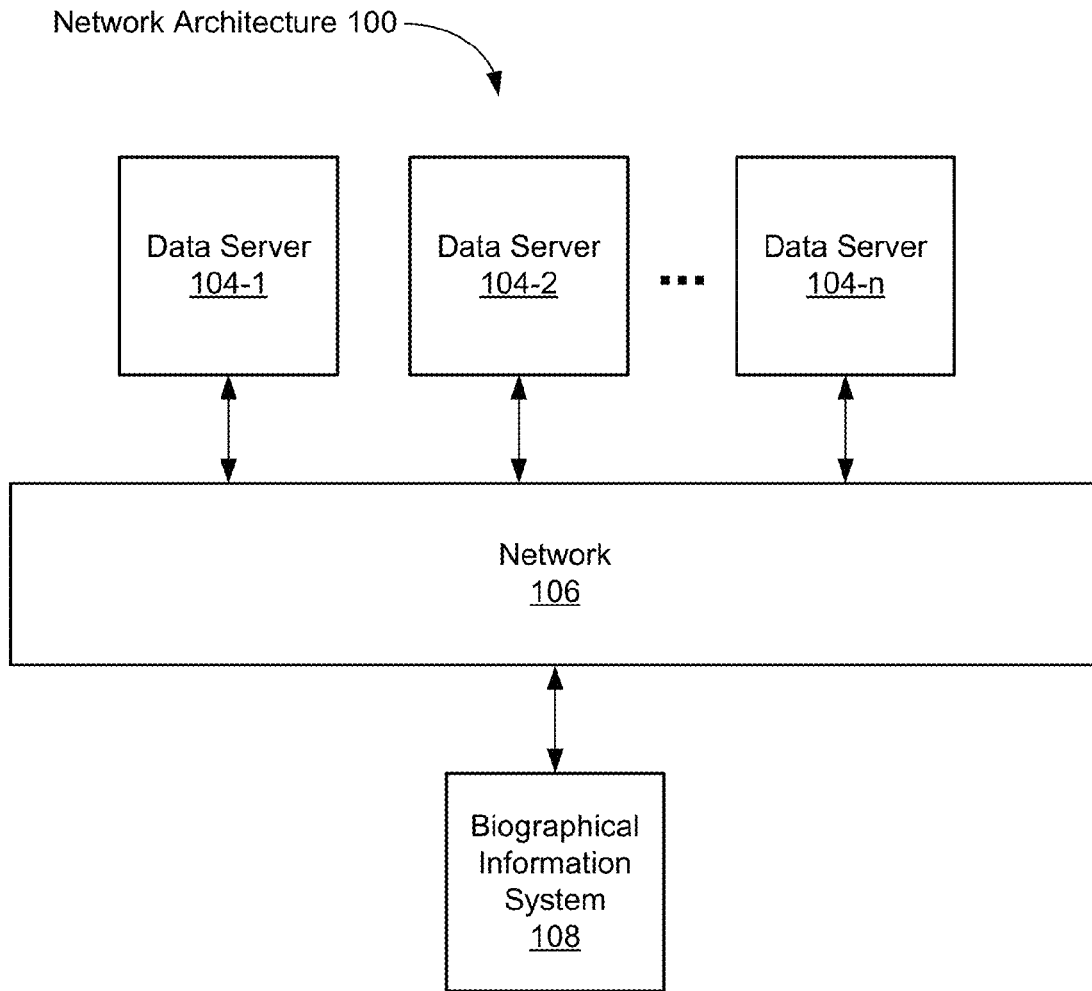 Network Architecture 100
Data Server
104-1
Data Server
104-2
...
Data Server
104-n
Network
106
Biographical
Information
System
108